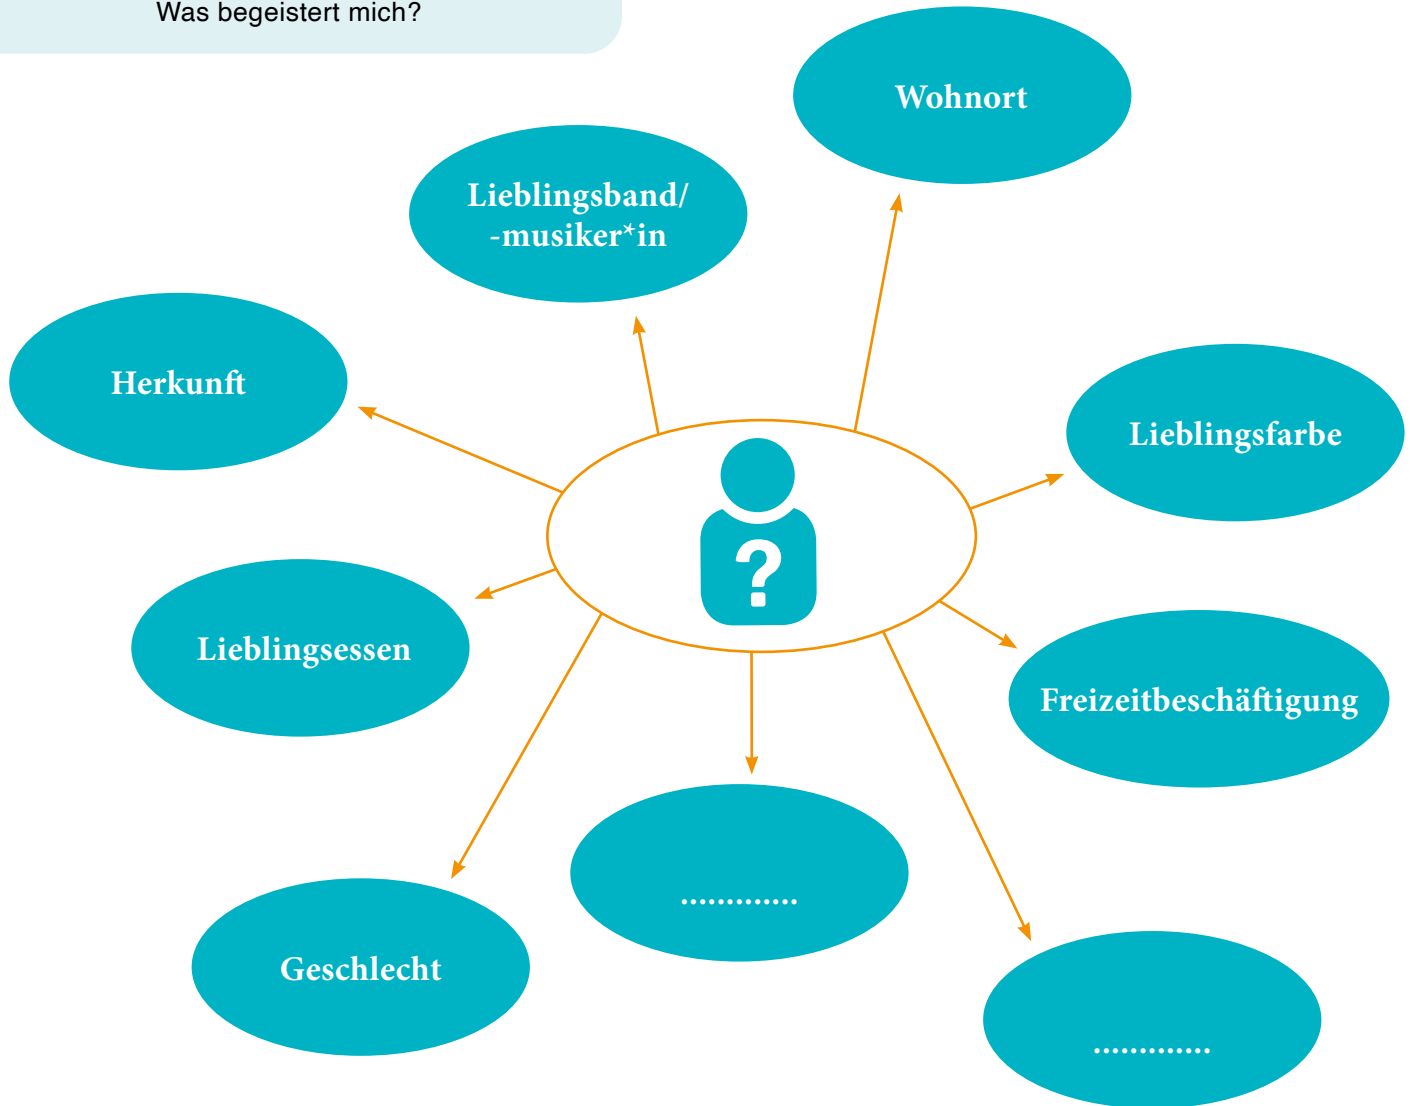 Was begeistert mich?
Wohnort
Lieblingsband/
-musiker*in
Herkunft
Lieblingsfarbe
?
Lieblingsessen
Freizeitbeschäftigung
.............
Geschlecht
.............